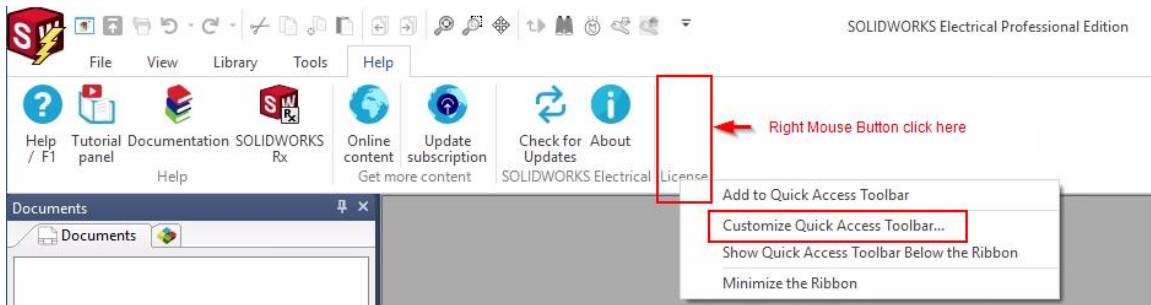 SOLIDWORKS Electrical Professional Edition
File View Library Tools Help
Help / F1
Tutorial panel
Documentation
SOLIDWORKS Rx
Online content
Update subscription
Check for Updates
About
Help
Get more content
SOLIDWORKS Electrical
License
Right Mouse Button click here
Add to Quick Access Toolbar
Customize Quick Access Toolbar...
Show Quick Access Toolbar Below the Ribbon
Minimize the Ribbon
Documents
Documents